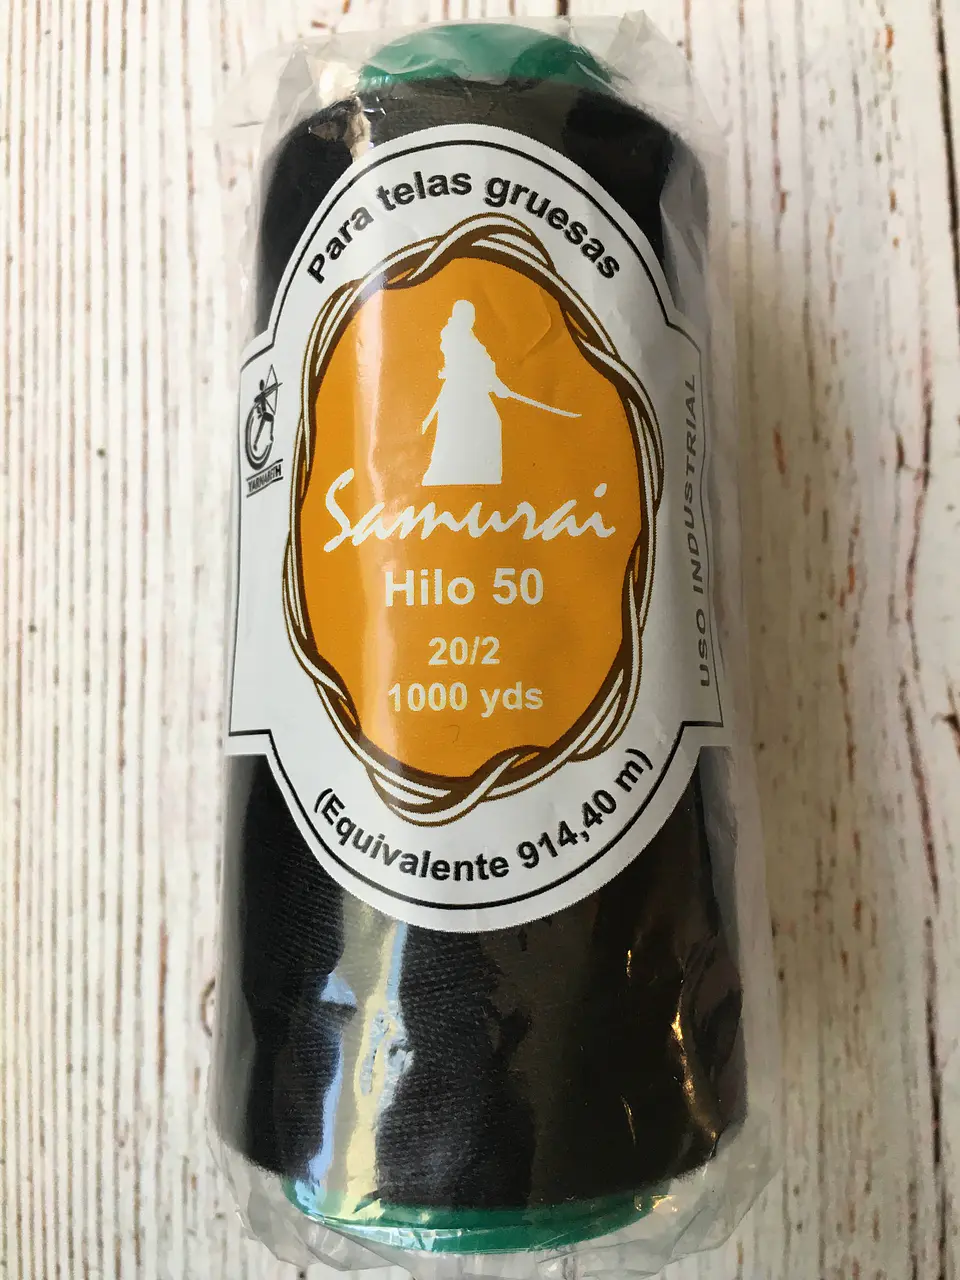 Para telas gruesas
Samurai
Hilo 50
20/2
1000 yds
(Equivalente 914,40 m)
USO INDUSTRIAL